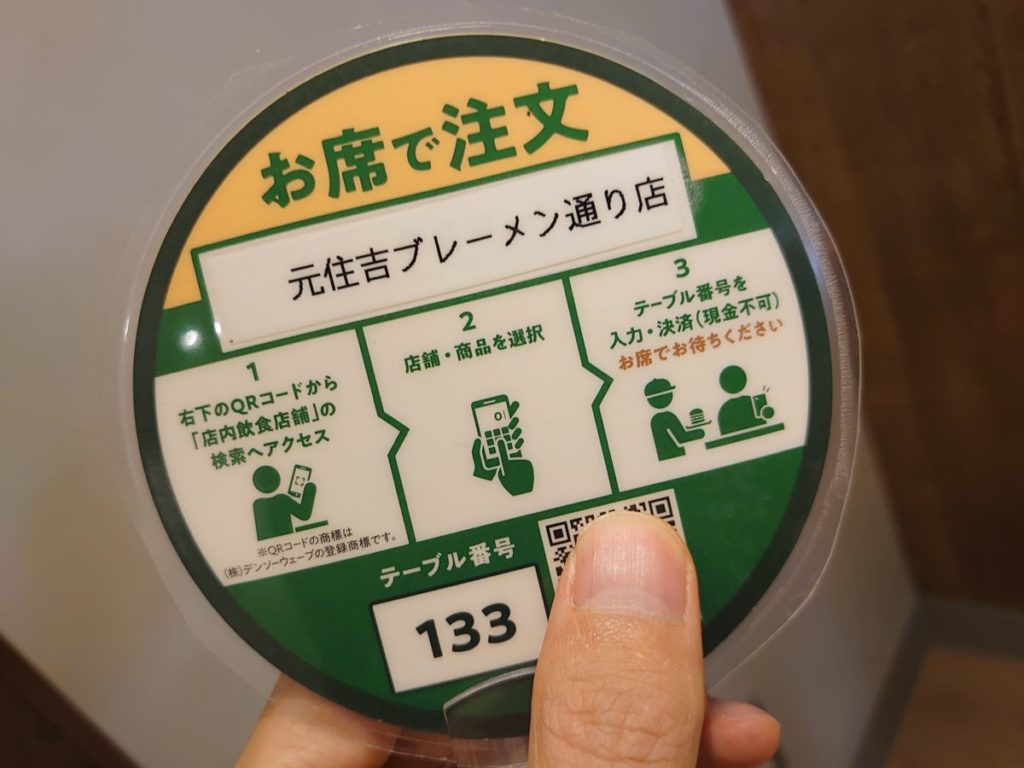 お席で注文
元住吉ブレーメン通り店
1
右下のQRコードから
「店内飲食店舗」の
検索へアクセス
※QRコードの商標は
(株)デンソーウェーブの登録商標です。
2
店舗・商品を選択
3
テーブル番号を
入力・決済(現金不可)
お席でお待ちください
テーブル番号
133